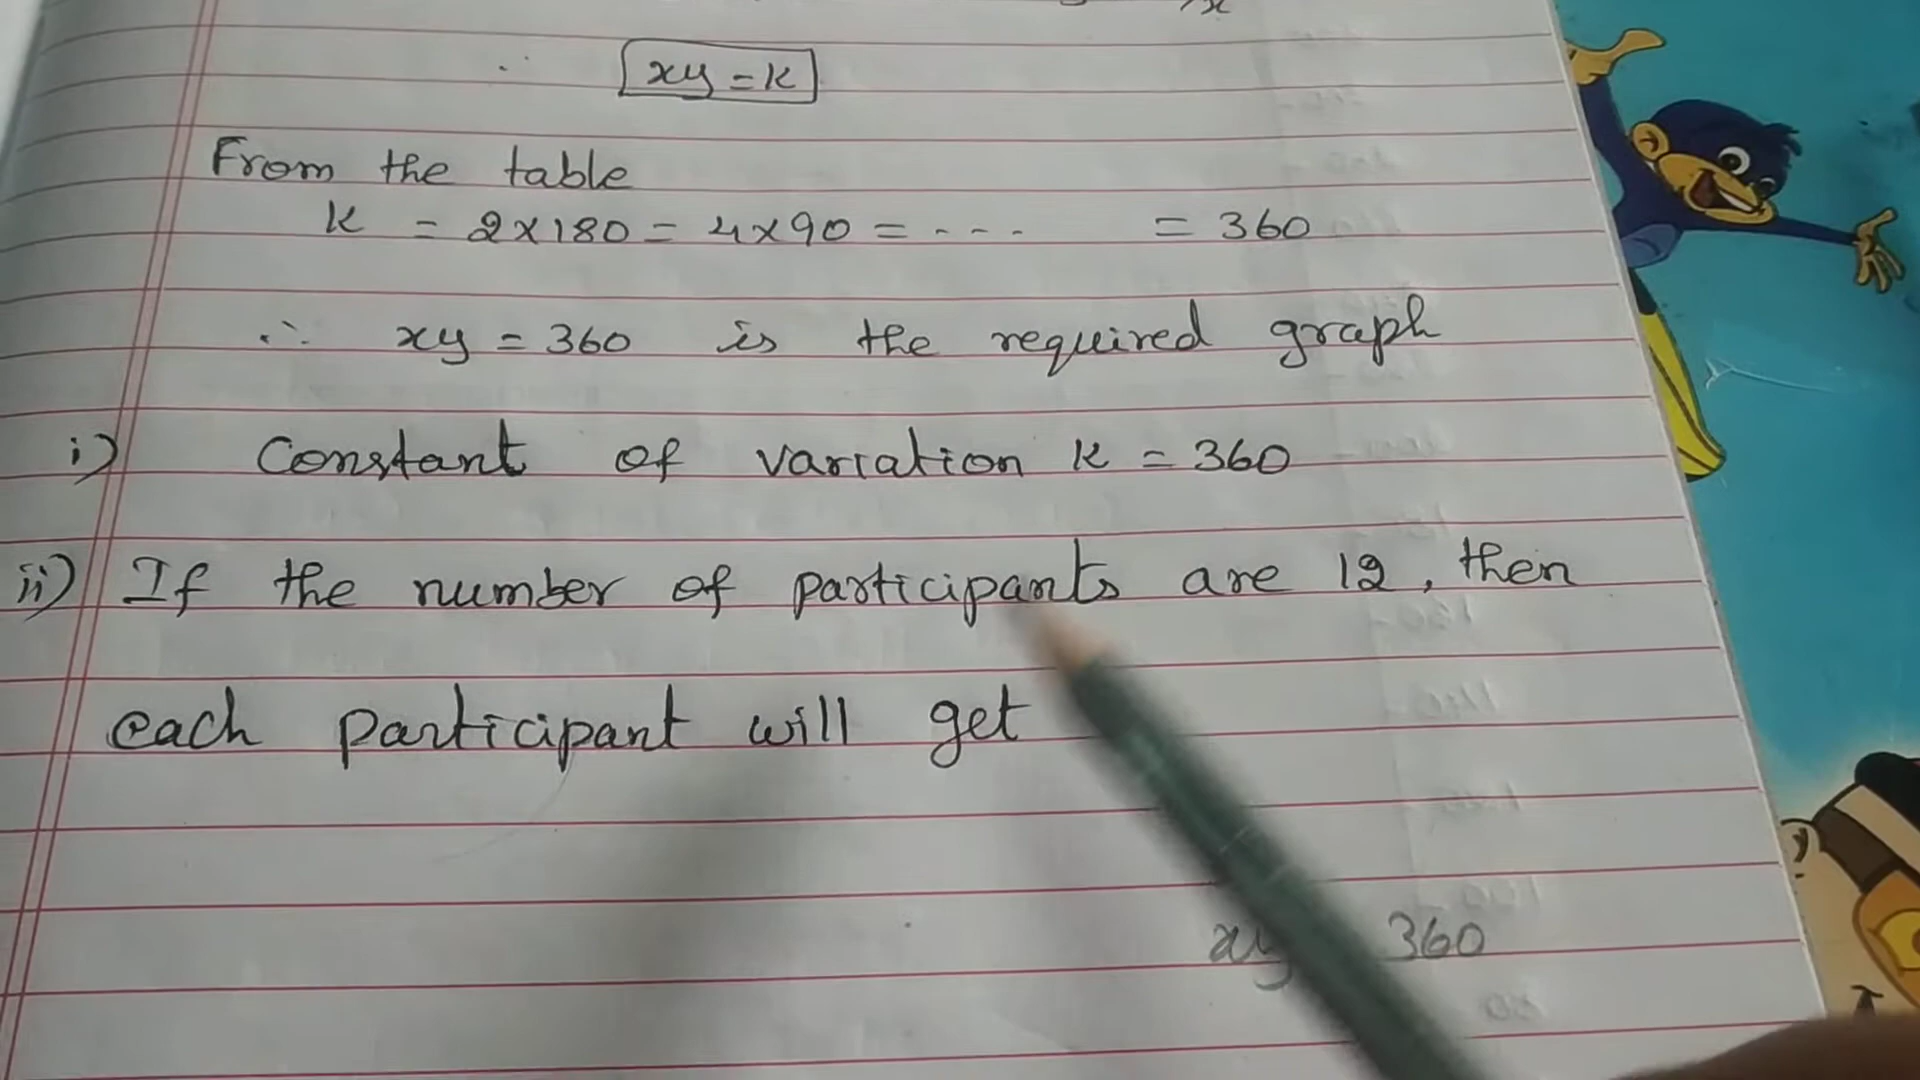 ∴ xy = k
From the table
k = 2×180 = 4×90 = - - - = 360
∴ xy = 360 is the required graph
i) Constant of variation k = 360
ii) If the number of participants are 12, then
each participant will get
xy 360